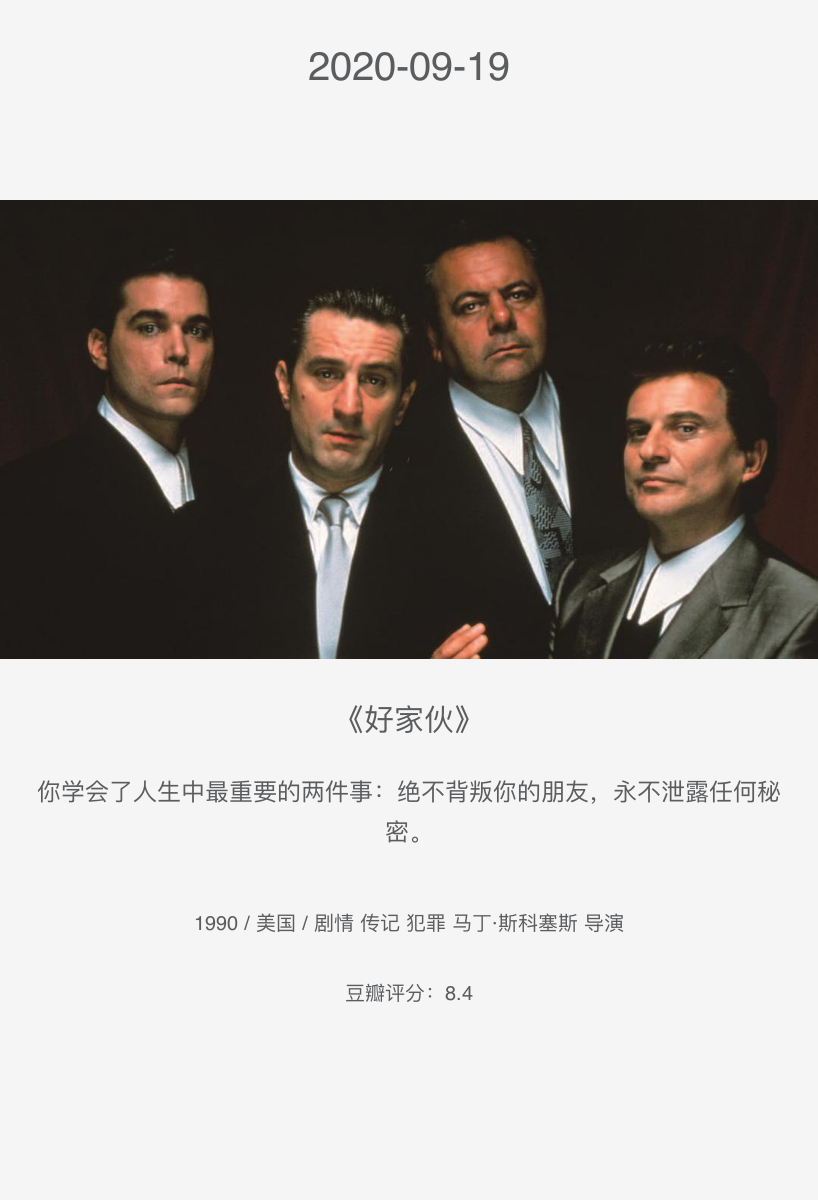 2020-09-19
《好家伙》
你学会了人生中最重要的两件事：绝不背叛你的朋友，永不泄露任何秘
密。
1990 / 美国 / 剧情 传记 犯罪 马丁·斯科塞斯 导演
豆瓣评分：8.4